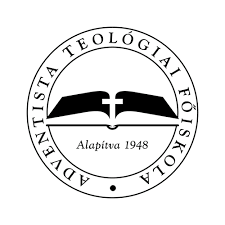 ADVENTISTA TEOLÓGIAI FŐISKOLA
Alapítva 1948